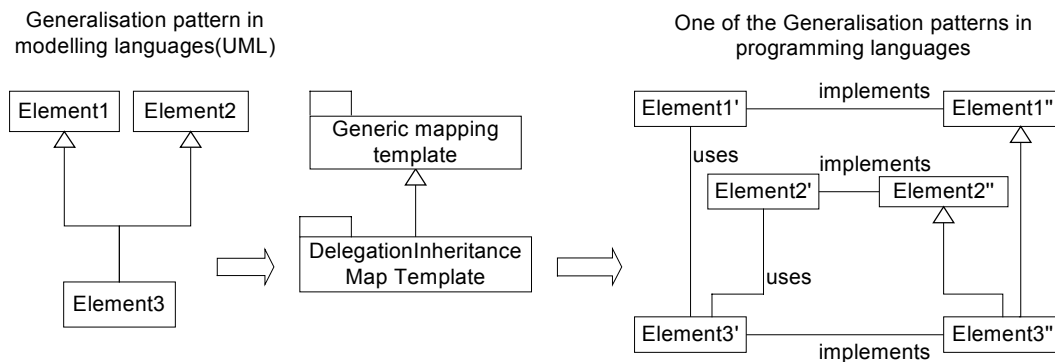 Generalisation pattern in
modelling languages(UML)
Element1
Element2
Element3
Generic mapping
template
DelegationInheritance
Map Template
One of the Generalisation patterns in
programming languages
Element1'
implements
Element1"
uses
Element2'
implements
Element2"
uses
Element3'
implements
Element3"